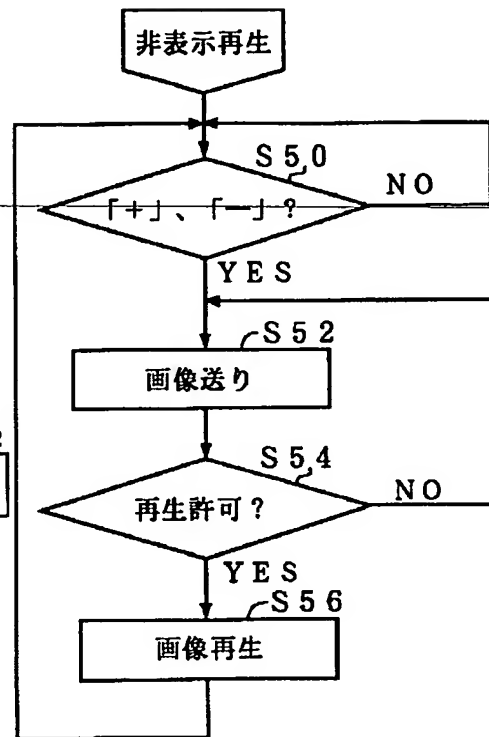 非表示再生
S50
「+」、「−」?
NO
YES
S52
画像送り
S54
再生許可?
NO
YES
S56
画像再生